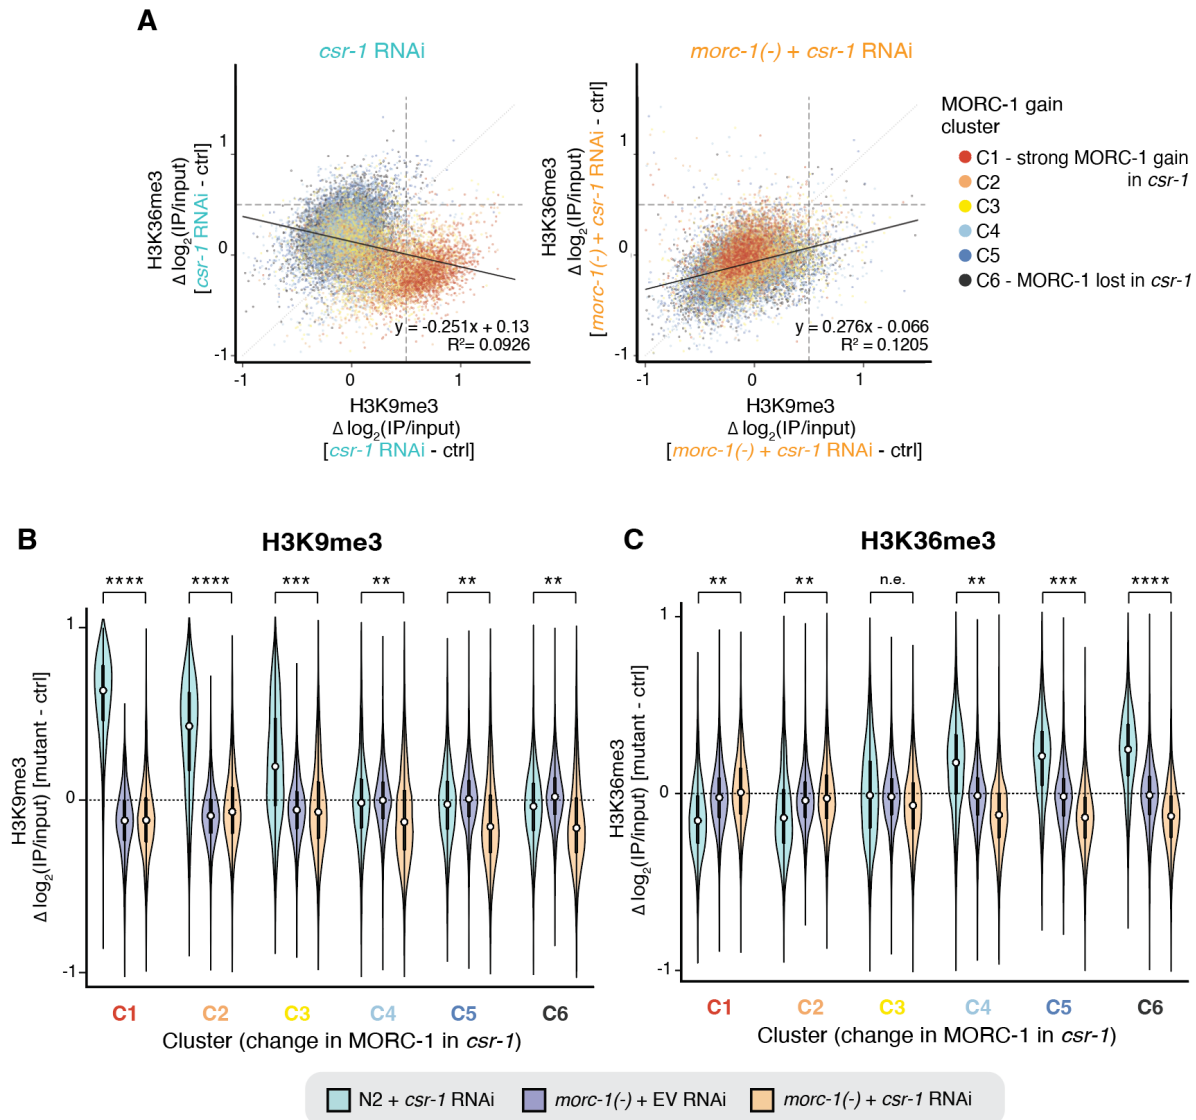 A
csr-1 RNAi
morc-1(-) + csr-1 RNAi
H3K36me3
Δ log2(IP/input)
[csr-1 RNAi - ctrl]
1
0
-1
y = -0.251x + 0.13
R²= 0.0926
-1
0
1
H3K9me3
Δ log2(IP/input)
[csr-1 RNAi - ctrl]
H3K36me3
Δ log2(IP/input)
[morc-1(-) + csr-1 RNAi - ctrl]
1
0
-1
y = 0.276x - 0.066
R² = 0.1205
-1
0
1
H3K9me3
Δ log2(IP/input)
[morc-1(-) + csr-1 RNAi - ctrl]
MORC-1 gain
cluster
C1 - strong MORC-1 gain
in csr-1
C2
C3
C4
C5
C6 - MORC-1 lost in csr-1
B
H3K9me3
**** **** *** ** ** **
H3K9me3
Δ log2(IP/input) [mutant - ctrl]
1
0
-1
C1 C2 C3 C4 C5 C6
Cluster (change in MORC-1 in csr-1)
C
H3K36me3
** ** n.e. ** *** ****
H3K36me3
Δ log2(IP/input) [mutant - ctrl]
1
0
-1
C1 C2 C3 C4 C5 C6
Cluster (change in MORC-1 in csr-1)
N2 + csr-1 RNAi morc-1(-) + EV RNAi morc-1(-) + csr-1 RNAi